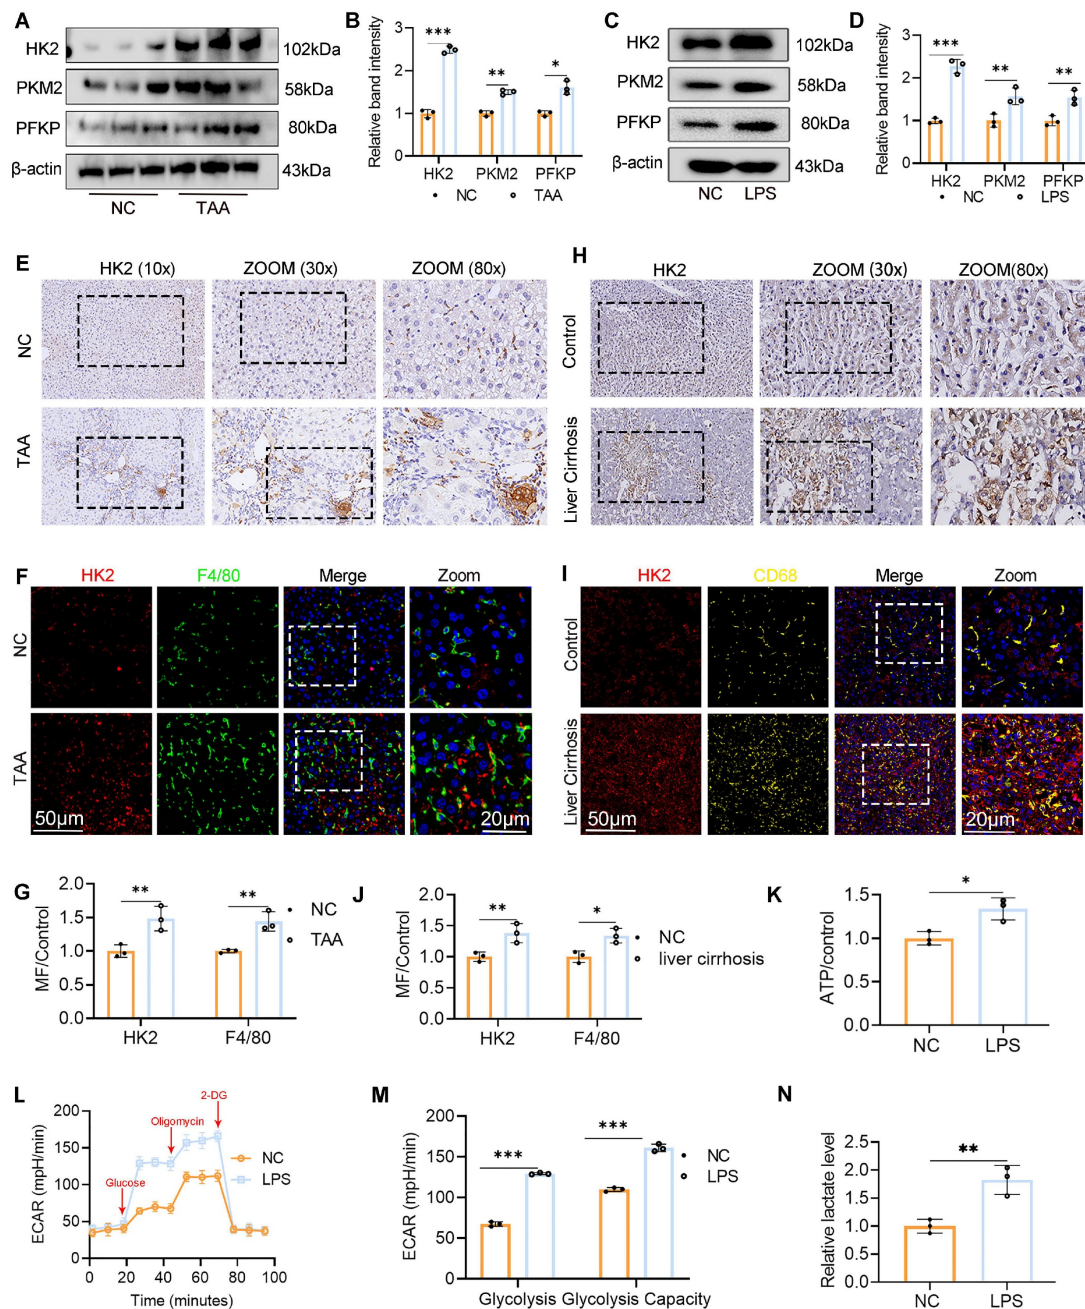 A
HK2
102kDa
PKM2
58kDa
PFKP
80kDa
β-actin
43kDa
NC TAA
B
Relative band intensity
3
2
1
0
***
**
*
HK2 PKM2 PFKP
NC TAA
C
HK2
102kDa
PKM2
58kDa
PFKP
80kDa
β-actin
43kDa
NC LPS
D
Relative band intensity
3
2
1
0
***
**
**
HK2 PKM2 PFKP
NC LPS
E
HK2 (10x) ZOOM (30x) ZOOM (80x)
NC
TAA
H
HK2 ZOOM (30x) ZOOM(80x)
Control
Liver Cirrhosis
F
HK2 F4/80 Merge Zoom
NC
TAA
50μm 20μm
I
HK2 CD68 Merge Zoom
Control
Liver Cirrhosis
50μm 20μm
G
MF/Control
2.0
1.5
1.0
0.5
0.0
**
**
HK2 F4/80
NC
TAA
J
MF/Control
2.0
1.5
1.0
0.5
0.0
**
*
HK2 F4/80
NC
liver cirrhosis
K
ATP/control
1.5
1.0
0.5
0.0
*
NC LPS
L
ECAR (mpH/min)
200
150
100
50
0
Glucose
Oligomycin
2-DG
NC
LPS
0 20 40 60 80 100
Time (minutes)
M
ECAR (mpH/min)
200
150
100
50
0
***
***
Glycolysis Glycolysis Capacity
NC
LPS
N
Relative lactate level
2.5
2.0
1.5
1.0
0.5
0.0
**
NC LPS